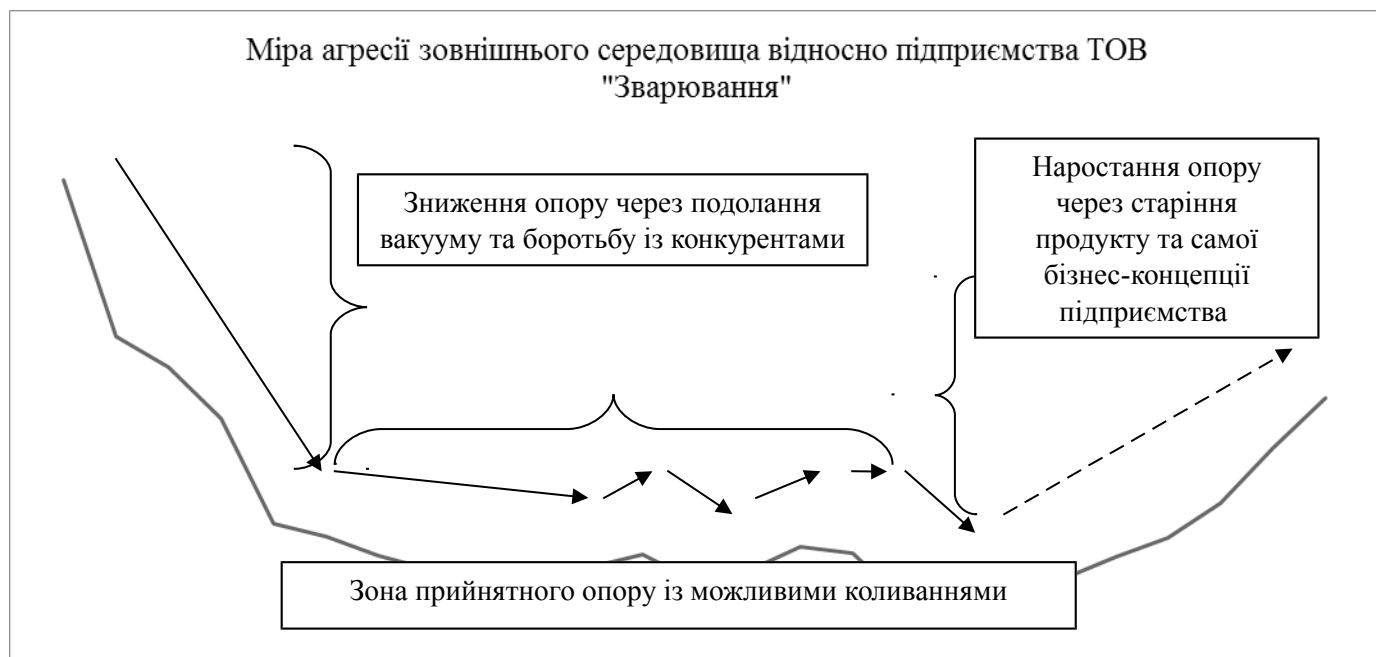 Міра агресії зовнішнього середовища відносно підприємства ТОВ
"Зварювання"
Зниження опору через подолання
вакууму та боротьбу із конкурентами
Наростання опору
через старіння
продукту та самої
бізнес-концепції
підприємства
Зона прийнятного опору із можливими коливаннями